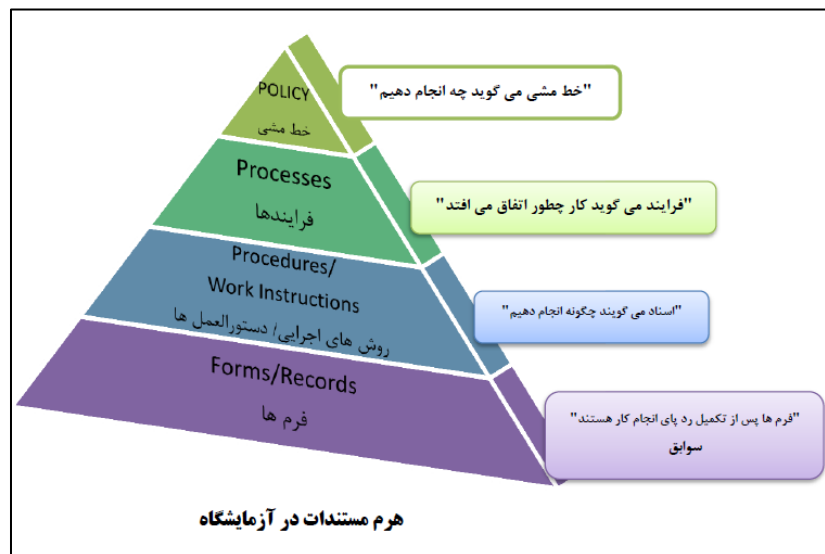 POLICY
خط مشی
"خط مشی می گوید چه انجام دهیم"
Processes
فرایندها
"فرایند می گوید کار چطور اتفاق می افتد"
Procedures/
Work Instructions
روش های اجرایی/ دستورالعمل ها
"اسناد می گویند چگونه انجام دهیم"
Forms/Records
فرم ها
"فرم ها پس از تکمیل رد پای انجام کار هستند"
سوابق
هرم مستندات در آزمایشگاه